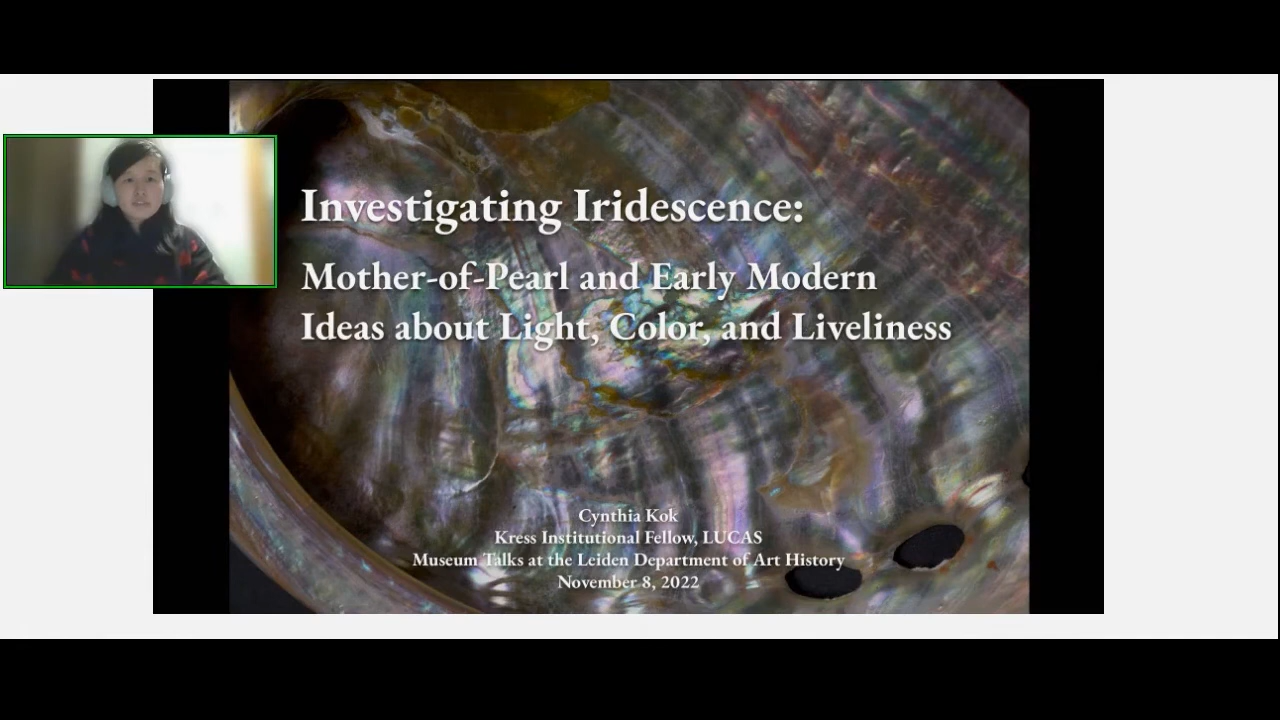 Investigating Iridescence:
Mother-of-Pearl and Early Modern
Ideas about Light, Color, and Liveliness
Cynthia Kok
Kress Institutional Fellow, LUCAS
Museum Talks at the Leiden Department of Art History
November 8, 2022